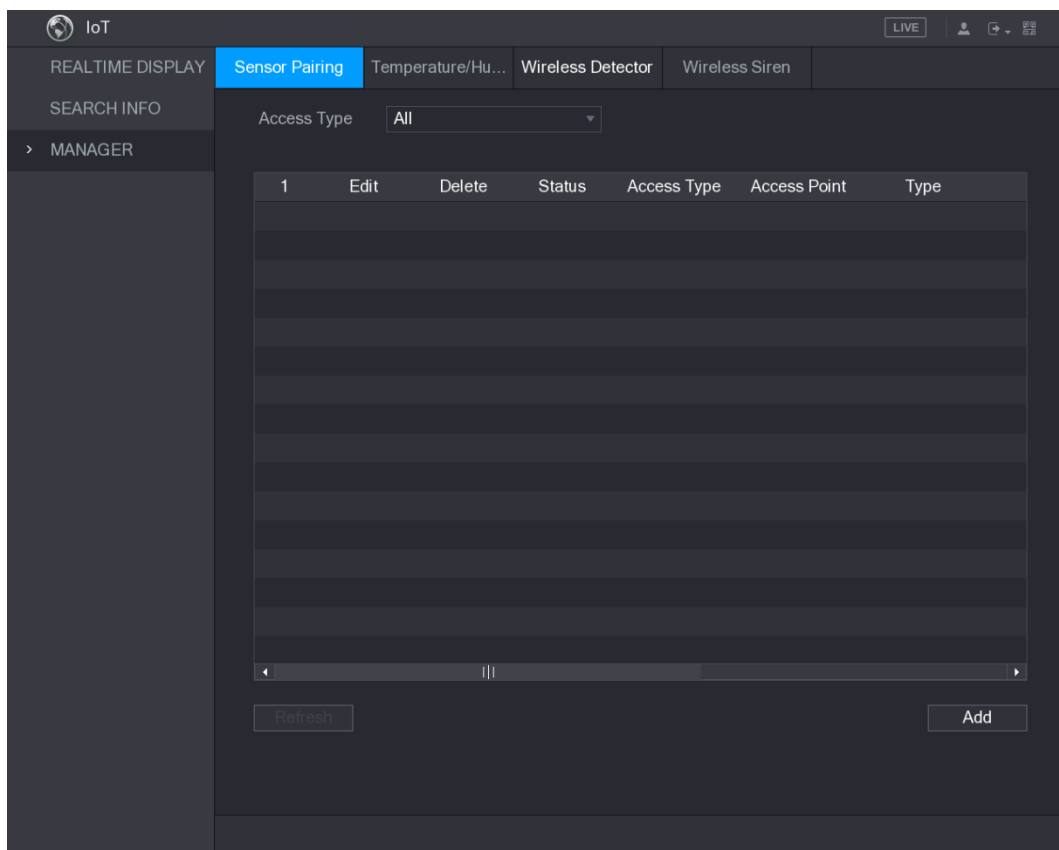 IoT
LIVE
REALTIME DISPLAY
SEARCH INFO
> MANAGER
Sensor Pairing Temperature/Hu... Wireless Detector Wireless Siren
Access Type All
1 Edit Delete Status Access Type Access Point Type
Refresh Add